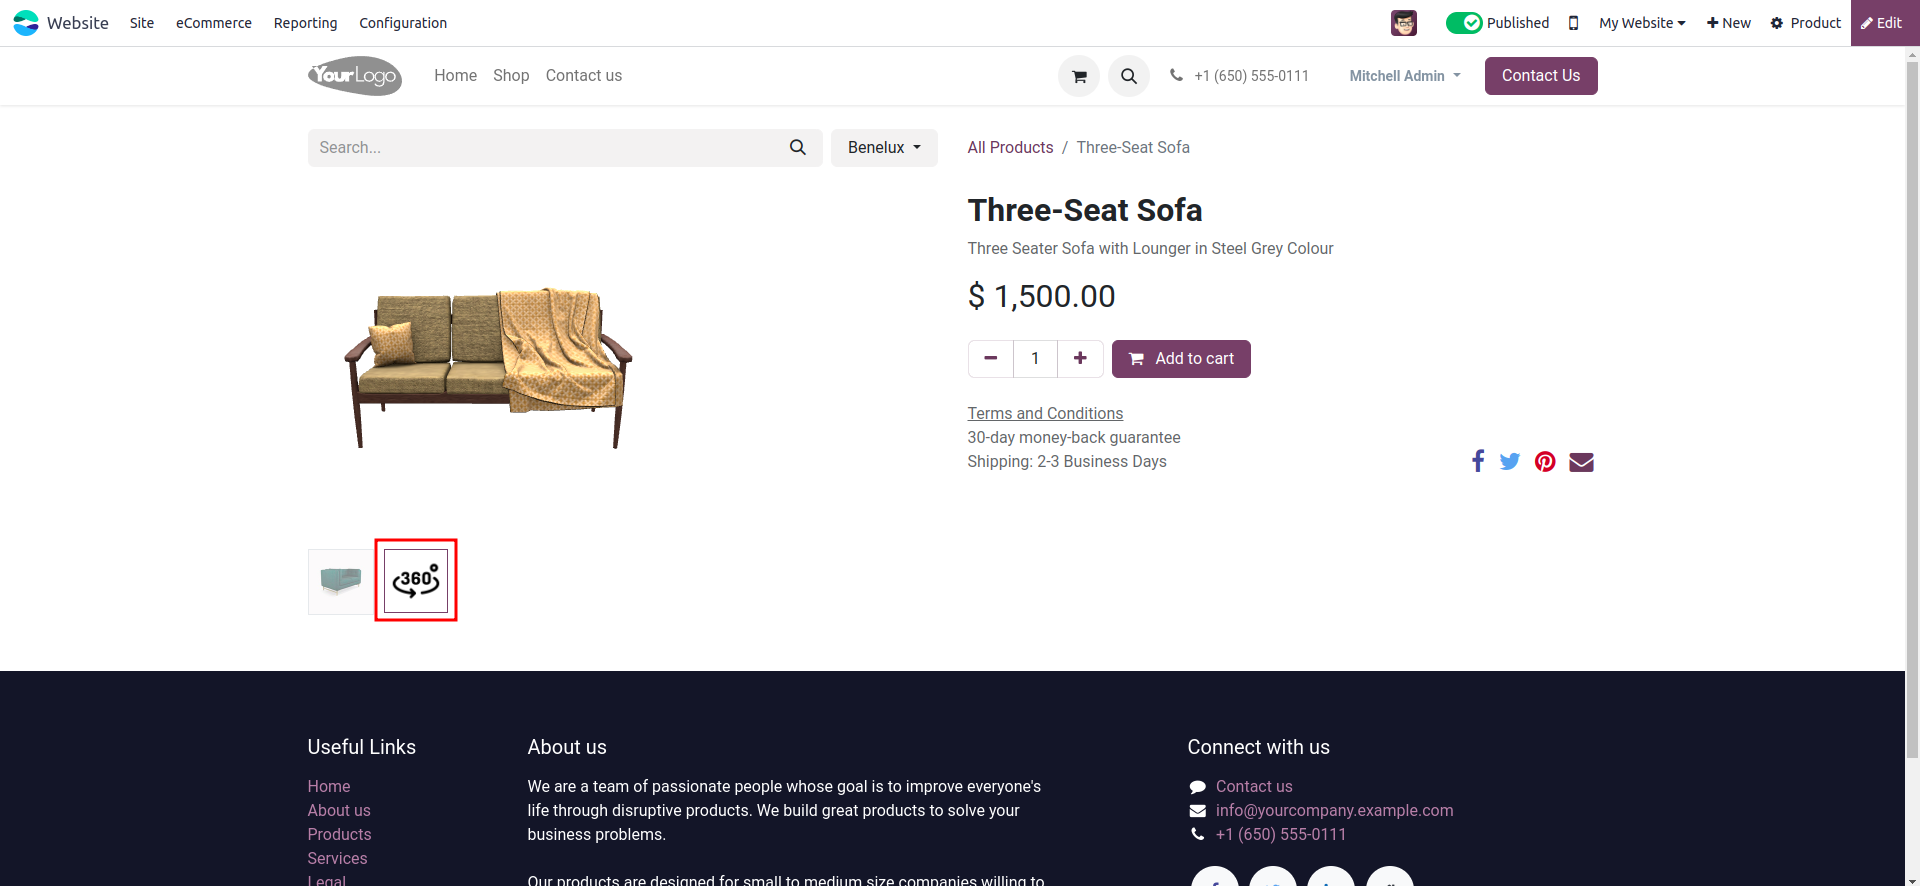 Website Site eCommerce Reporting Configuration Published My Website New Product Edit
YourLogo Home Shop Contact us +1 (650) 555-0111 Mitchell Admin Contact Us
Search... Benelux All Products / Three-Seat Sofa
Three-Seat Sofa
Three Seater Sofa with Lounger in Steel Grey Colour
$ 1,500.00
1 Add to cart
Terms and Conditions
30-day money-back guarantee
Shipping: 2-3 Business Days
360°
Useful Links
Home
About us
Products
Services
Legal
About us
We are a team of passionate people whose goal is to improve everyone's
life through disruptive products. We build great products to solve your
business problems.
Our products are designed for small to medium size companies willing to
Connect with us
Contact us
info@yourcompany.example.com
+1 (650) 555-0111